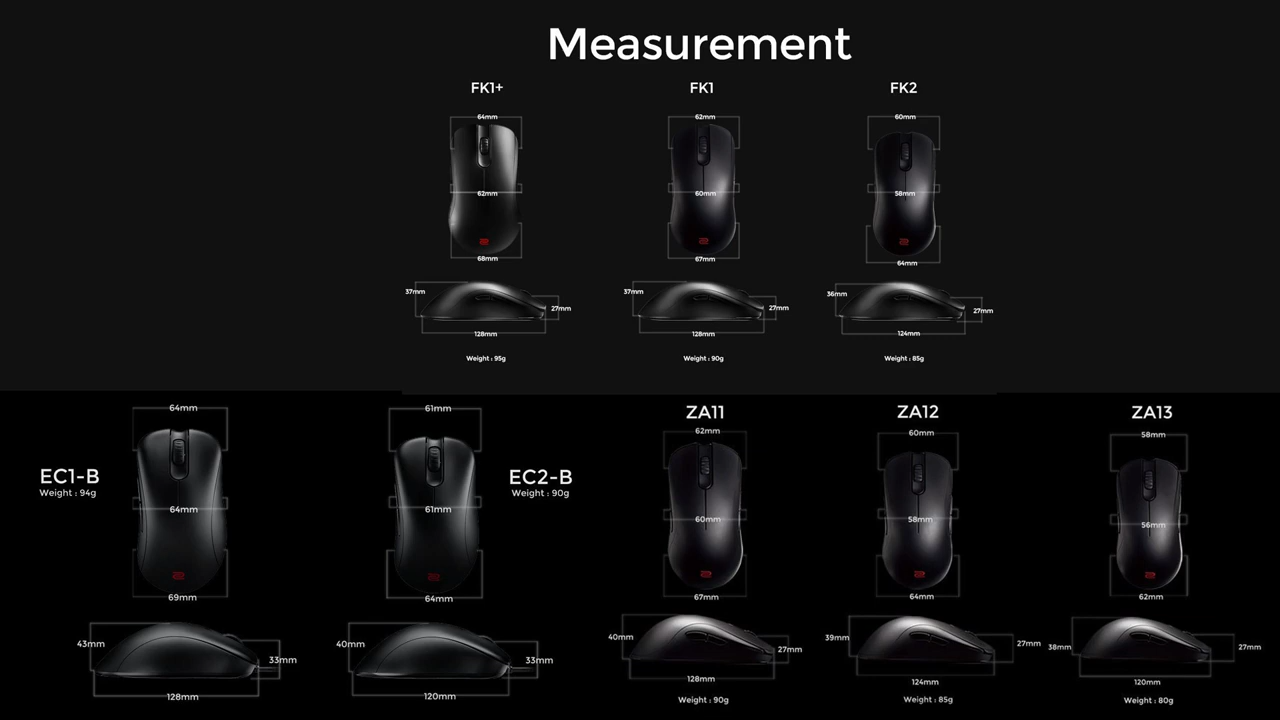 Measurement
FK1+
FK1
FK2
64mm
62mm
60mm
62mm
60mm
58mm
68mm
67mm
64mm
37mm
27mm
128mm
37mm
27mm
128mm
36mm
27mm
124mm
Weight : 95g
Weight : 90g
Weight : 85g
EC1-B
Weight : 94g
64mm
64mm
69mm
43mm
33mm
128mm
EC2-B
Weight : 90g
61mm
61mm
64mm
40mm
33mm
120mm
ZA11
62mm
60mm
67mm
40mm
27mm
128mm
Weight : 90g
ZA12
60mm
58mm
64mm
39mm
27mm
124mm
Weight : 85g
ZA13
58mm
56mm
62mm
38mm
27mm
120mm
Weight : 80g